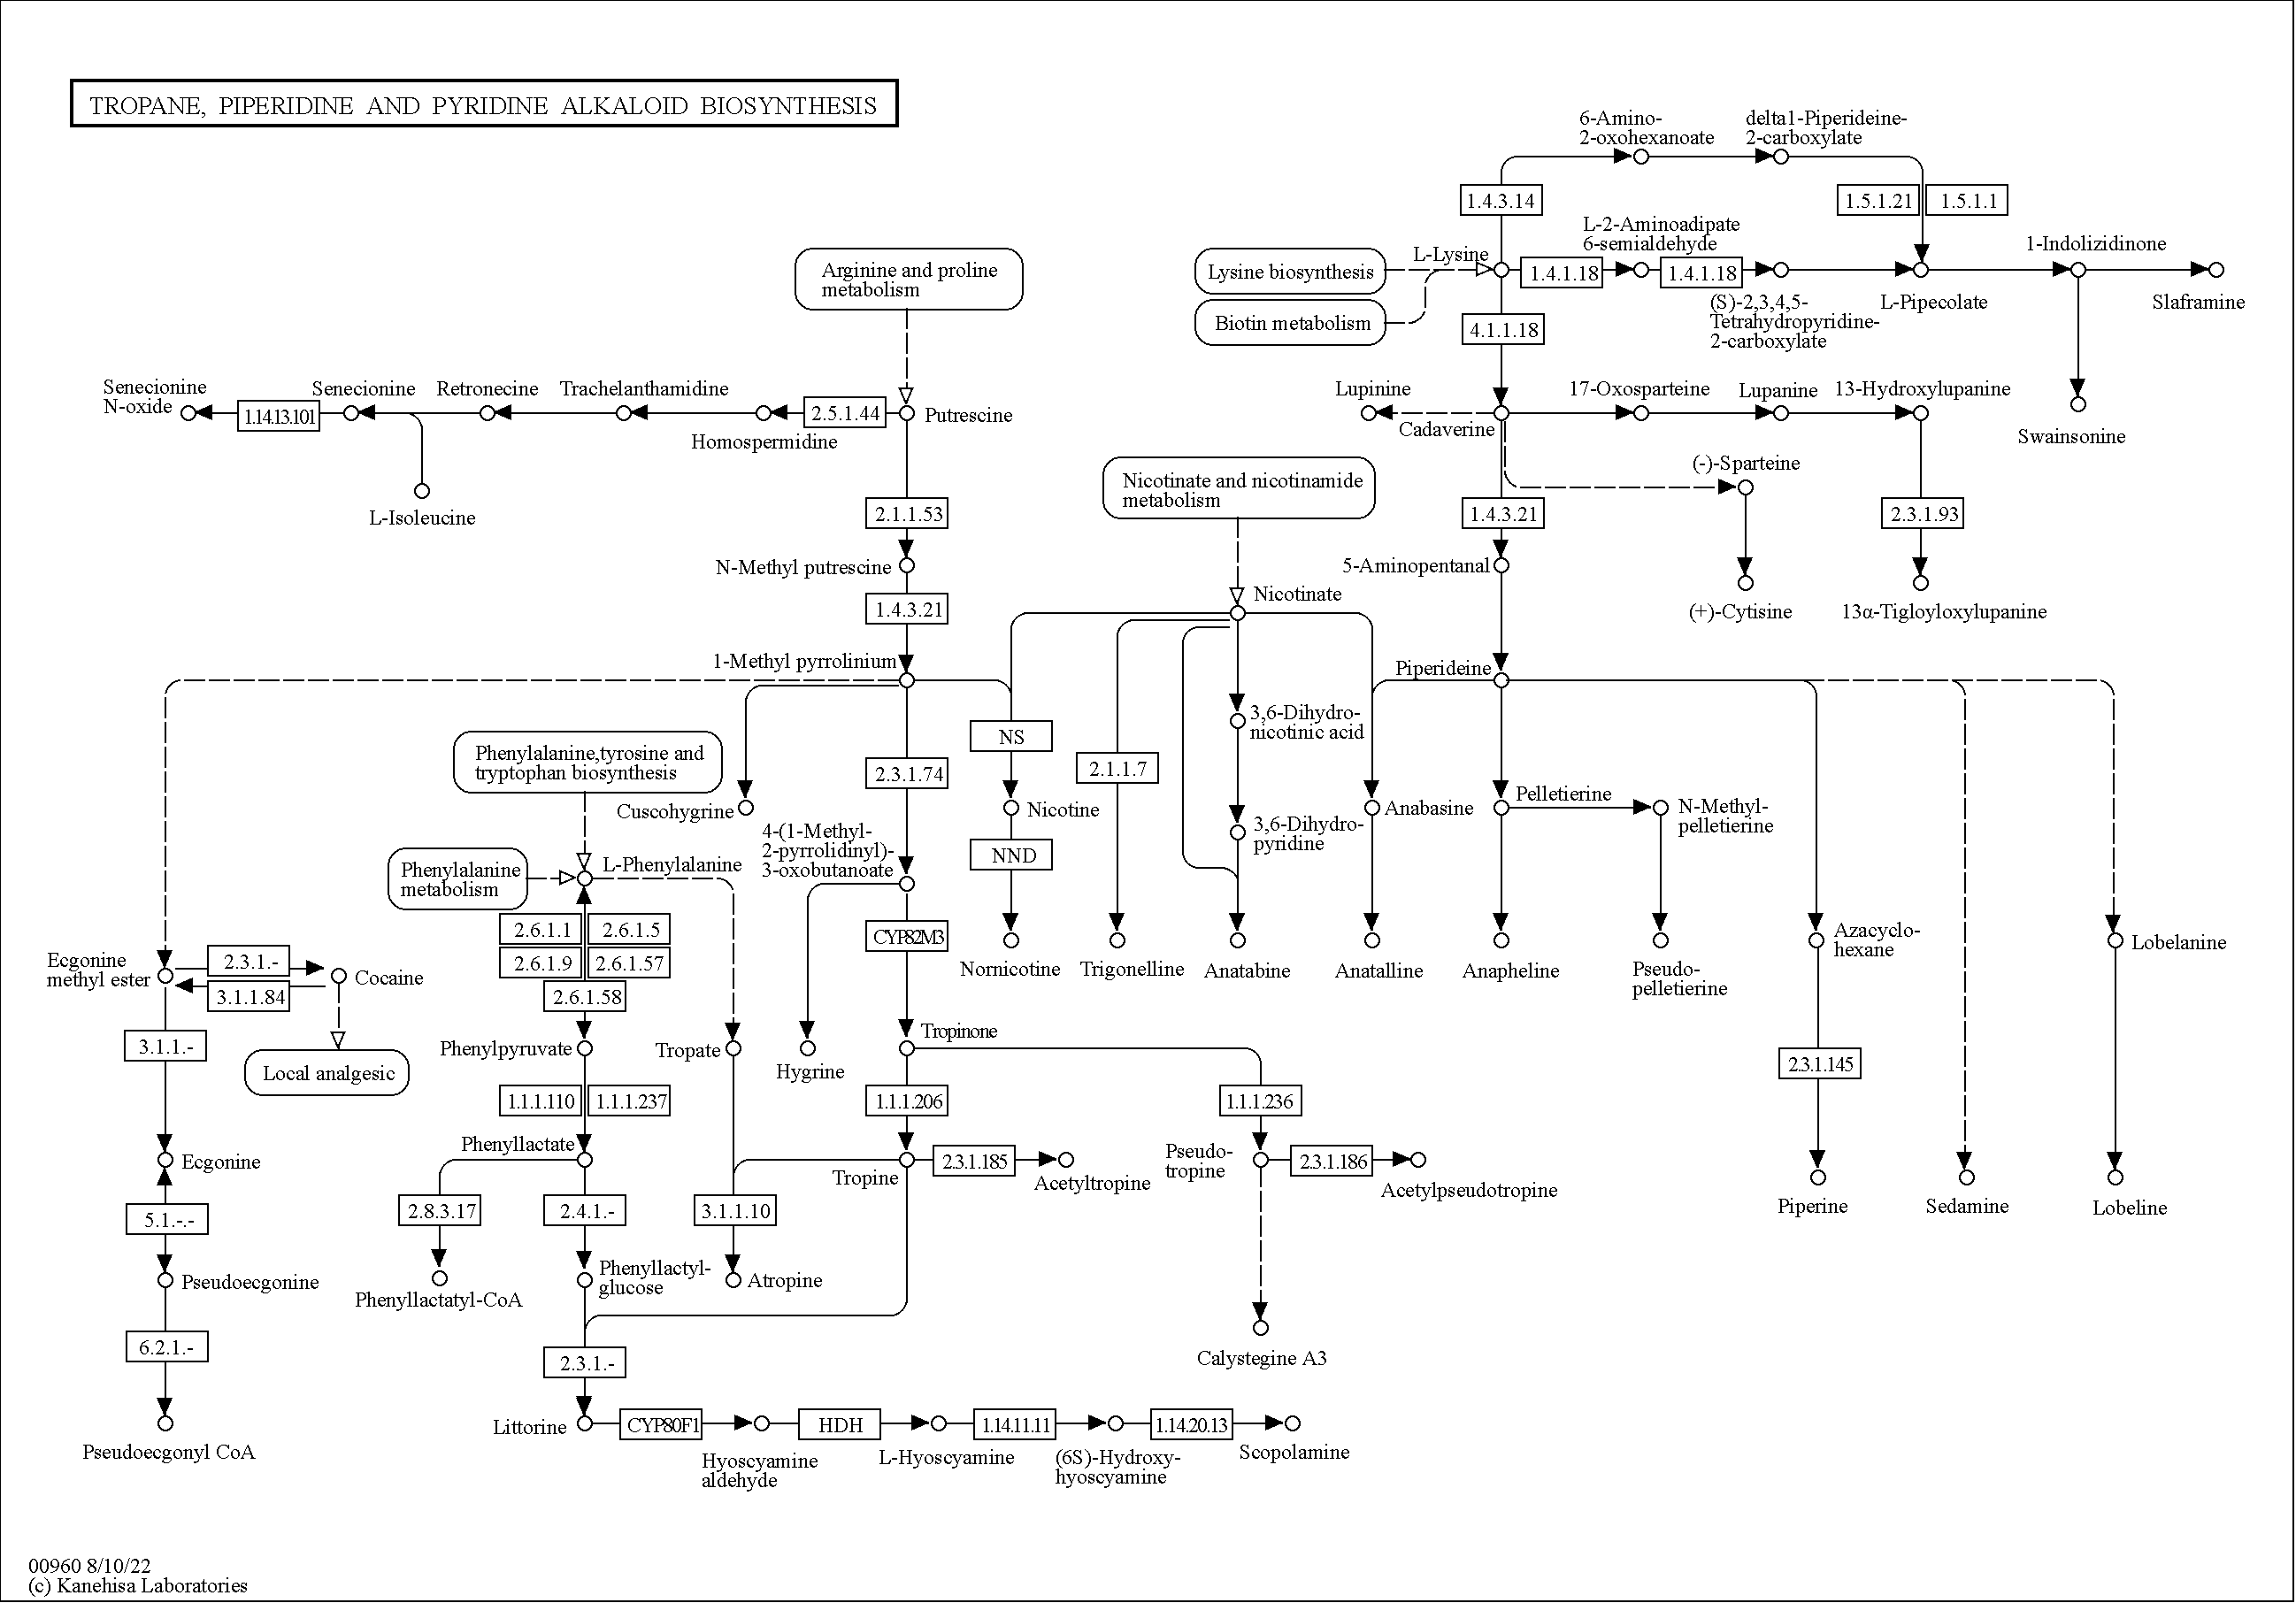 TROPANE, PIPERIDINE AND PYRIDINE ALKALOID BIOSYNTHESIS
6-Amino-
2-oxohexanoate
delta1-Piperideine-
2-carboxylate
1.4.3.14
1.5.1.21
1.5.1.1
L-2-Aminoadipate
6-semialdehyde
1-Indolizidinone
Arginine and proline
metabolism
Lysine biosynthesis
L-Lysine
1.4.1.18
1.4.1.18
Biotin metabolism
(S)-2,3,4,5-
Tetrahydropyridine-
2-carboxylate
L-Pipecolate
Slaframine
4.1.1.18
Senecionine
N-oxide
1.14.13.101
Senecionine
Retronecine
Trachelanthamidine
2.5.1.44
Putrescine
Homospermidine
Lupinine
Cadaverine
17-Oxosparteine
Lupanine
13-Hydroxylupanine
Swainsonine
L-Isoleucine
Nicotinate and nicotinamide
metabolism
(-)-Sparteine
2.1.1.53
1.4.3.21
2.3.1.93
N-Methyl putrescine
5-Aminopentanal
1.4.3.21
Nicotinate
(+)-Cytisine
13α-Tigloyloxylupanine
1-Methyl pyrrolinium
Piperideine
3,6-Dihydro-
nicotinic acid
NS
Phenylalanine,tyrosine and
tryptophan biosynthesis
2.3.1.74
2.1.1.7
Cuscohygrine
Nicotine
Anabasine
Pelletierine
N-Methyl-
pelletierine
4-(1-Methyl-
2-pyrrolidinyl)-
3-oxobutanoate
3,6-Dihydro-
pyridine
NND
Phenylalanine
metabolism
L-Phenylalanine
2.6.1.1
2.6.1.5
2.6.1.9
2.6.1.57
2.6.1.58
CYP82M3
Ecgonine
methyl ester
2.3.1.-
3.1.1.84
Cocaine
Nornicotine
Trigonelline
Anatabine
Anatalline
Anapheline
Pseudo-
pelletierine
Azacyclo-
hexane
Lobelanine
3.1.1.-
Local analgesic
Phenylpyruvate
Tropate
Hygrine
Tropinone
2.3.1.145
1.1.1.110
1.1.1.237
1.1.1.206
1.1.1.236
Ecgonine
Phenyllactate
Tropine
2.3.1.185
Acetyltropine
Pseudo-
tropine
2.3.1.186
Acetylpseudotropine
5.1.-.-
2.8.3.17
2.4.1.-
3.1.1.10
Piperine
Sedamine
Lobeline
Pseudoecgonine
Phenyllactatyl-CoA
Phenyllactyl-
glucose
Atropine
6.2.1.-
2.3.1.-
Calystegine A3
Pseudoecgonyl CoA
Littorine
CYP80F1
Hyoscyamine
aldehyde
HDH
L-Hyoscyamine
1.14.11.11
(6S)-Hydroxy-
hyoscyamine
1.14.20.13
Scopolamine
00960 8/10/22
(c) Kanehisa Laboratories